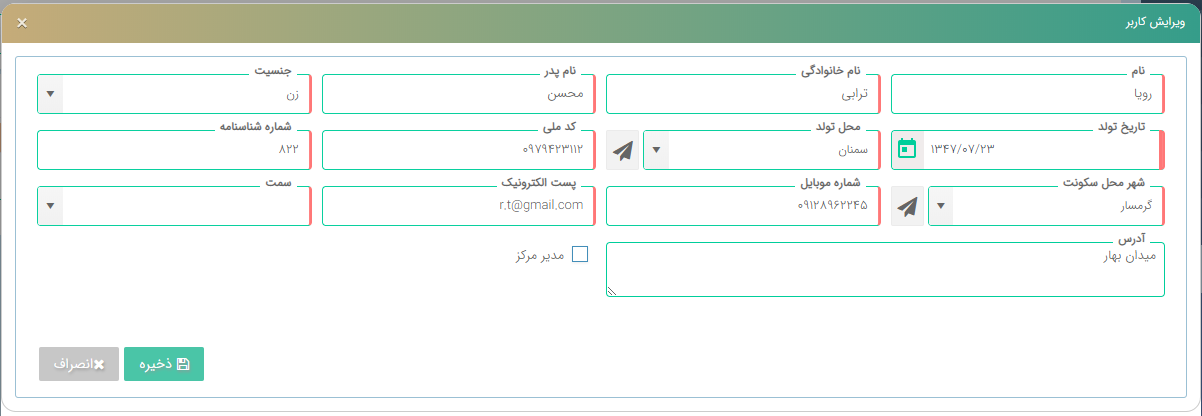 ویرایش کاربر
نام
رویا
نام خانوادگی
ترابی
نام پدر
محسن
جنسیت
زن
تاریخ تولد
۱۳۴۷/۰۷/۲۳
محل تولد
سمنان
کد ملی
۰۹۷۹۴۲۳۱۱۲
شماره شناسنامه
۸۲۲
شهر محل سکونت
گرمسار
شماره موبایل
۰۹۱۲۸۹۶۲۲۴۵
پست الکترونیک
r.t@gmail.com
سمت
آدرس
میدان بهار
مدیر مرکز
ذخیره
انصراف